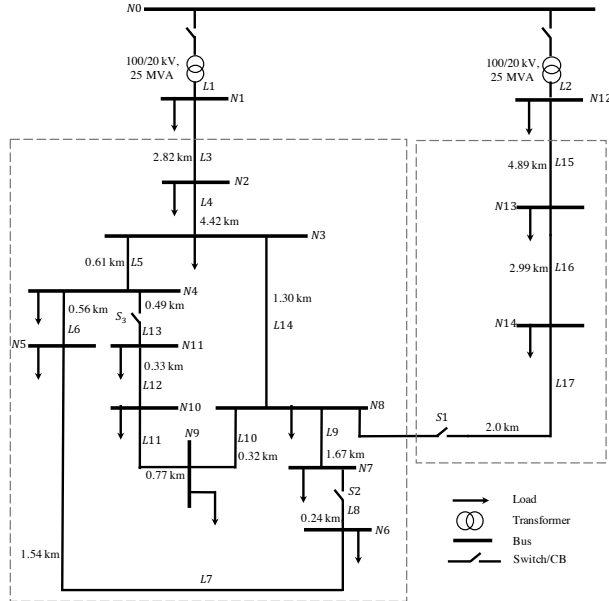 N0
100/20 kV,
25 MVA
L1
N1
100/20 kV,
25 MVA
L2
N12
2.82 km
L3
4.89 km
L15
N2
L4
4.42 km
N13
N3
0.61 km
L5
2.99 km
L16
1.30 km
L14
N4
0.56 km
0.49 km
L6
S3
L13
N14
N5
N11
0.33 km
L12
L17
N10
N8
S1
2.0 km
N9
L11
L10
0.32 km
L9
1.67 km
0.77 km
N7
S2
L8
0.24 km
N6
1.54 km
L7
Load
Transformer
Bus
Switch/CB